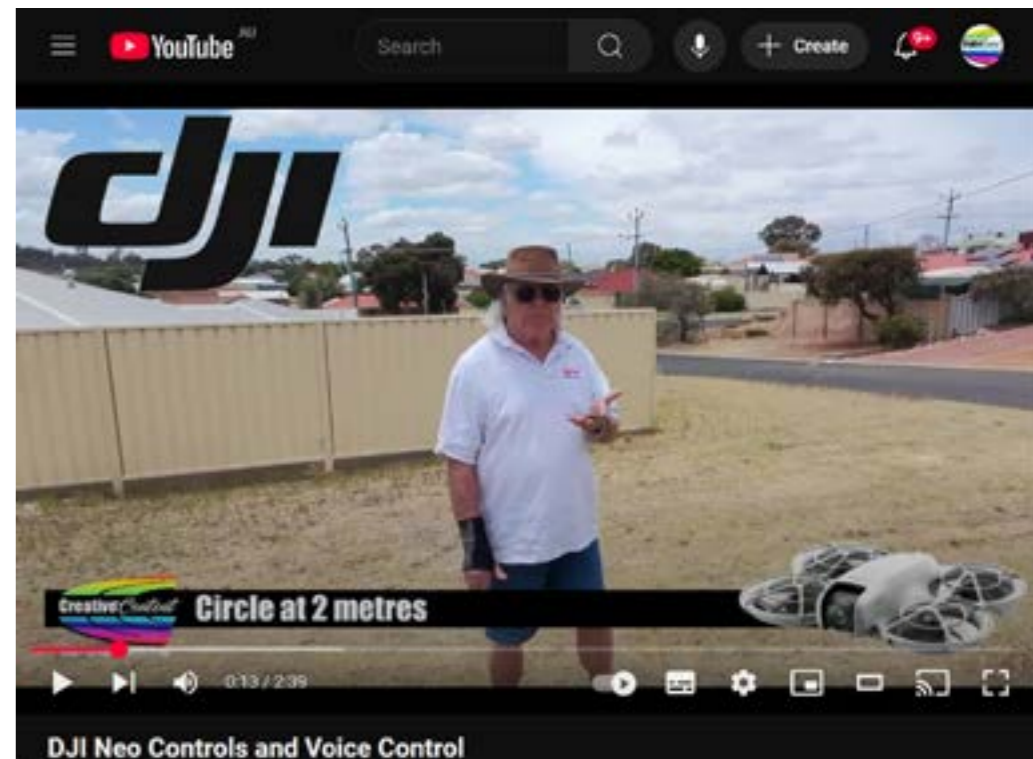 YouTube AU
Search
Create
9+
dji
Creative Content
Circle at 2 metres
0:13 / 2:39
DJI Neo Controls and Voice Control